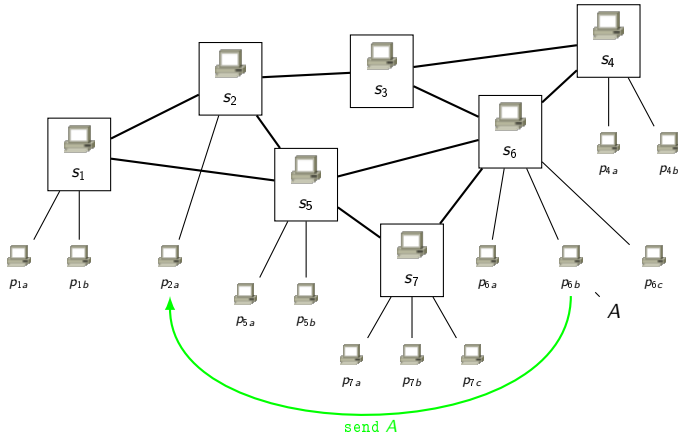 s4
s3
s2
s6
s1
p4a
p4b
s5
s7
p1a
p1b
p2a
p6a
p6b
p6c
A
p5a
p5b
p7a
p7b
p7c
send A